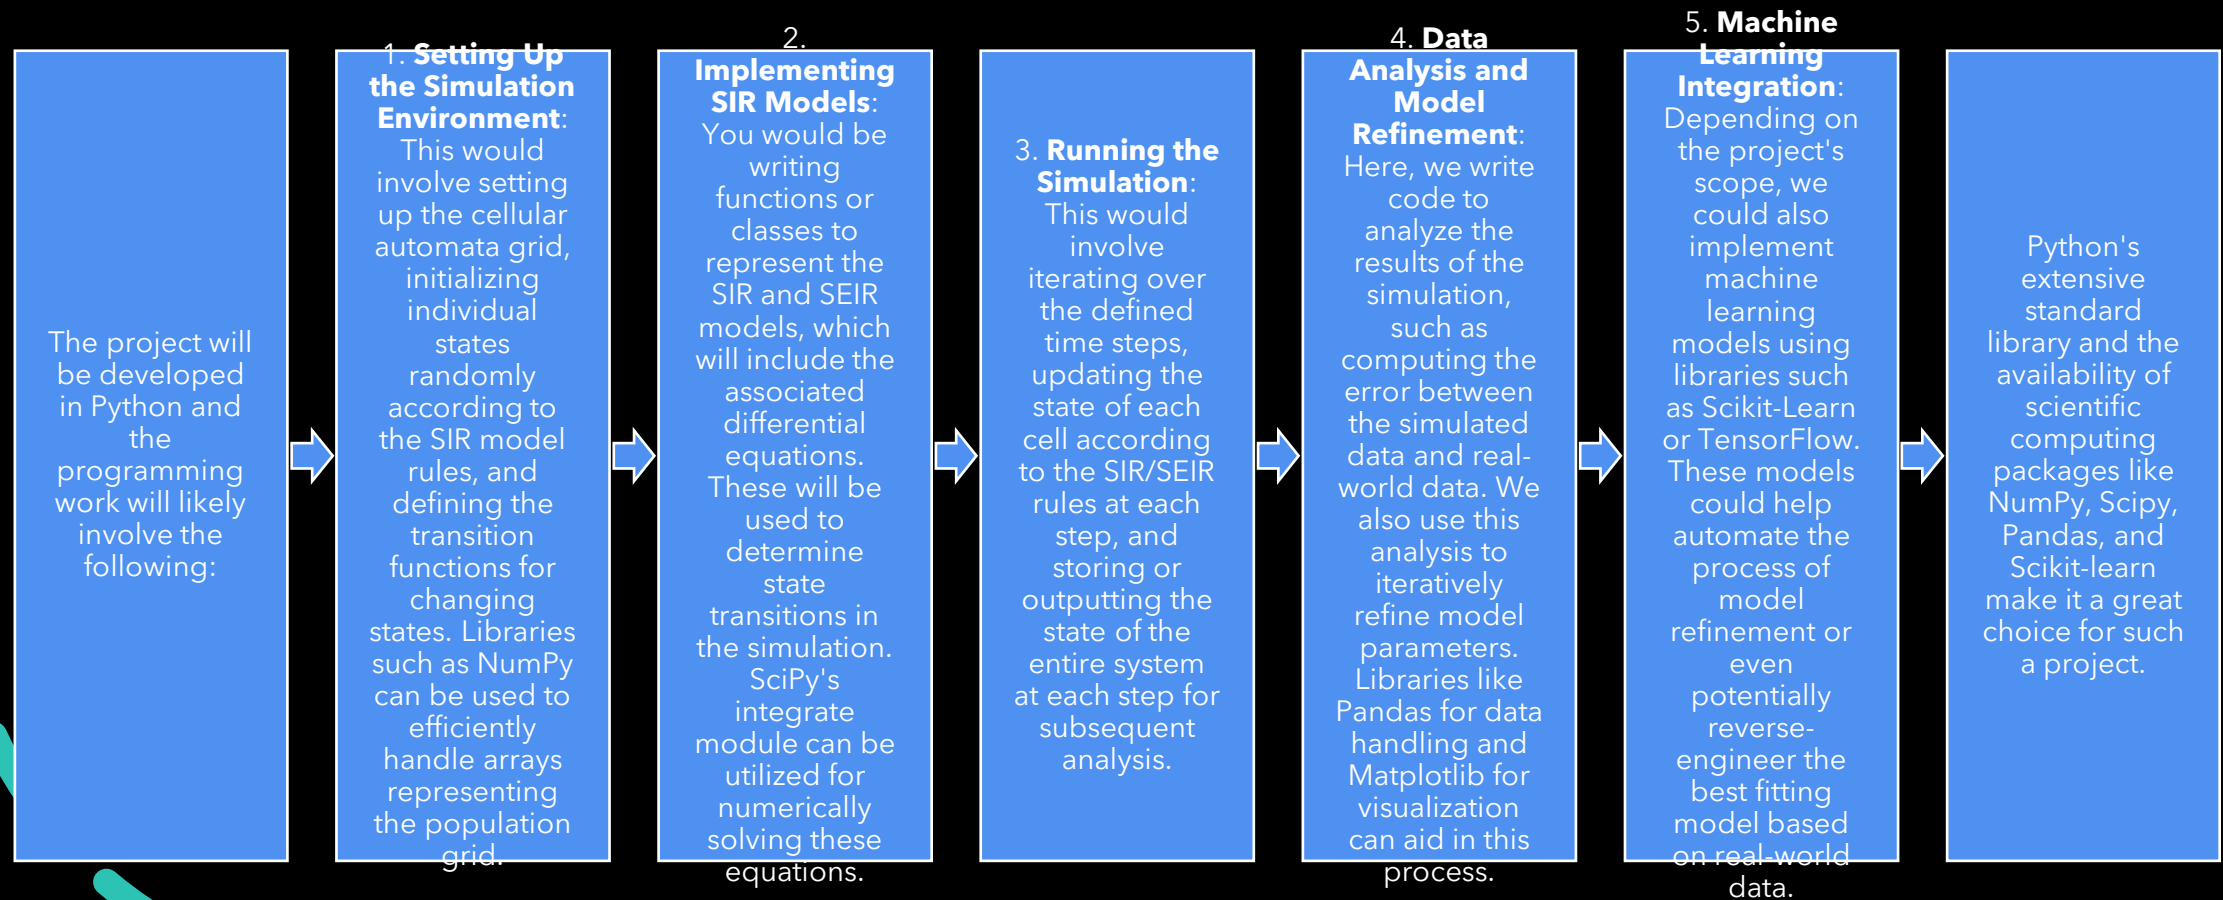 The project will
be developed
in Python and
the
programming
work will likely
involve the
following:
1. Setting Up
the Simulation
Environment:
This would
involve setting
up the cellular
automata grid,
initializing
individual
states
randomly
according to
the SIR model
rules, and
defining the
transition
functions for
changing
states. Libraries
such as NumPy
can be used to
efficiently
handle arrays
representing
the population
grid.
2.
Implementing
SIR Models:
You would be
writing
functions or
classes to
represent the
SIR and SEIR
models, which
will include the
associated
differential
equations.
These will be
used to
determine
state
transitions in
the simulation.
SciPy's
integrate
module can be
utilized for
numerically
solving these
equations.
3. Running the
Simulation:
This would
involve
iterating over
the defined
time steps,
updating the
state of each
cell according
to the SIR/SEIR
rules at each
step, and
storing or
outputting the
state of the
entire system
at each step for
subsequent
analysis.
4. Data
Analysis and
Model
Refinement:
Here, we write
code to
analyze the
results of the
simulation,
such as
computing the
error between
the simulated
data and real-
world data. We
also use this
analysis to
iteratively
refine model
parameters.
Libraries like
Pandas for data
handling and
Matplotlib for
visualization
can aid in this
process.
5. Machine
Learning
Integration:
Depending on
the project's
scope, we
could also
implement
machine
learning
models using
libraries such
as Scikit-Learn
or TensorFlow.
These models
could help
automate the
process of
model
refinement or
even
potentially
reverse-
engineer the
best fitting
model based
on real-world
data.
Python's
extensive
standard
library and the
availability of
scientific
computing
packages like
NumPy, Scipy,
Pandas, and
Scikit-learn
make it a great
choice for such
a project.